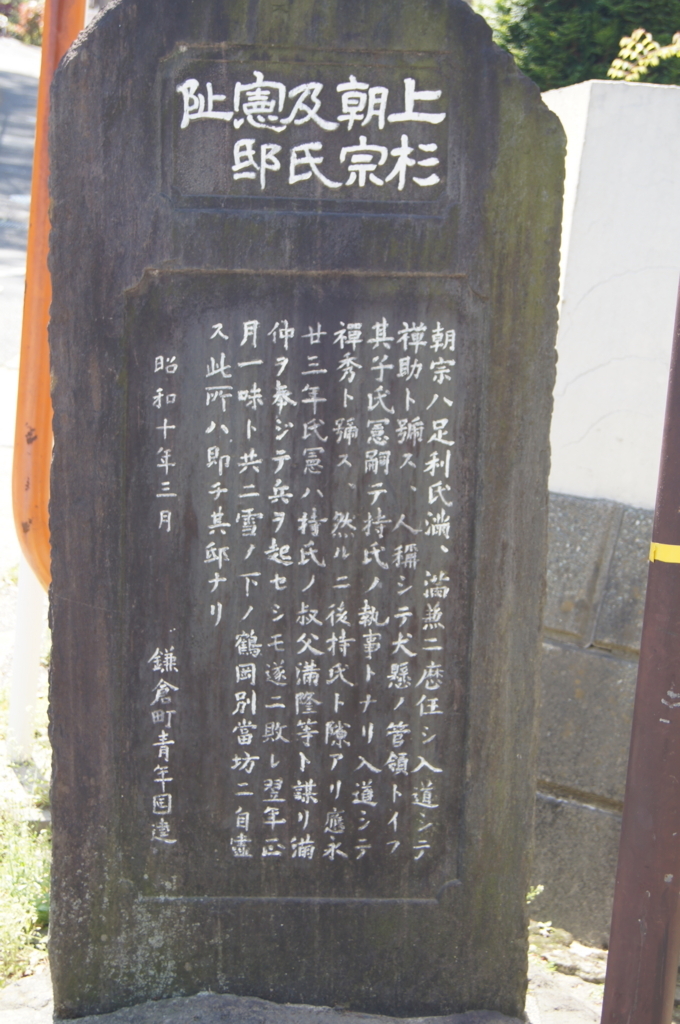 上杉
朝宗
及氏
憲邸
阯
朝宗ハ足利氏満、満兼ニ歴任シ入道シテ
禅助ト號ス、人稱シテ犬懸ノ管領トイフ
其子氏憲嗣テ持氏ノ執事トナリ入道シテ
禪秀ト號ス、然ルニ後持氏ト隙アリ應永
廿三年氏憲ハ持氏ノ叔父満隆等ト謀リ満
仲ヲ奉ジテ兵ヲ起セシモ遂ニ敗レ翌年正
月一味ト共ニ雪ノ下ノ鶴岡別當坊ニ自盡
ス此所ハ即チ其邸ナリ
昭和十年三月
鎌倉町青年団建